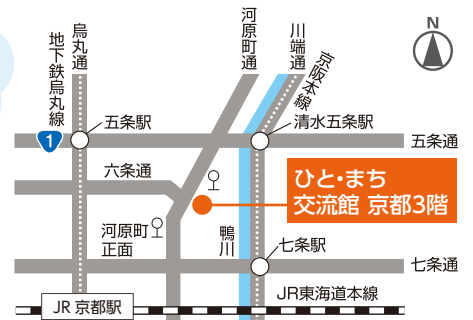 地下鉄烏丸線
烏丸通
河原町通
川端通
京阪本線
N
1
五条駅
清水五条駅
五条通
六条通
ひと・まち
交流館 京都3階
河原町
正面
鴨川
七条駅
七条通
JR東海道本線
JR 京都駅